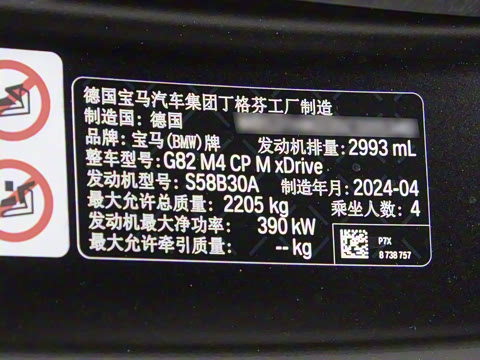 德国宝马汽车集团丁格芬工厂制造
制造国: 德国
品牌: 宝马(BMW)牌 发动机排量: 2993 mL
整车型号: G82 M4 CP M xDrive
发动机型号: S58B30A 制造年月: 2024-04
最大允许总质量: 2205 kg 乘坐人数: 4
发动机最大净功率: 390 kW
最大允许牵引质量: -- kg
P7X
8 738 757